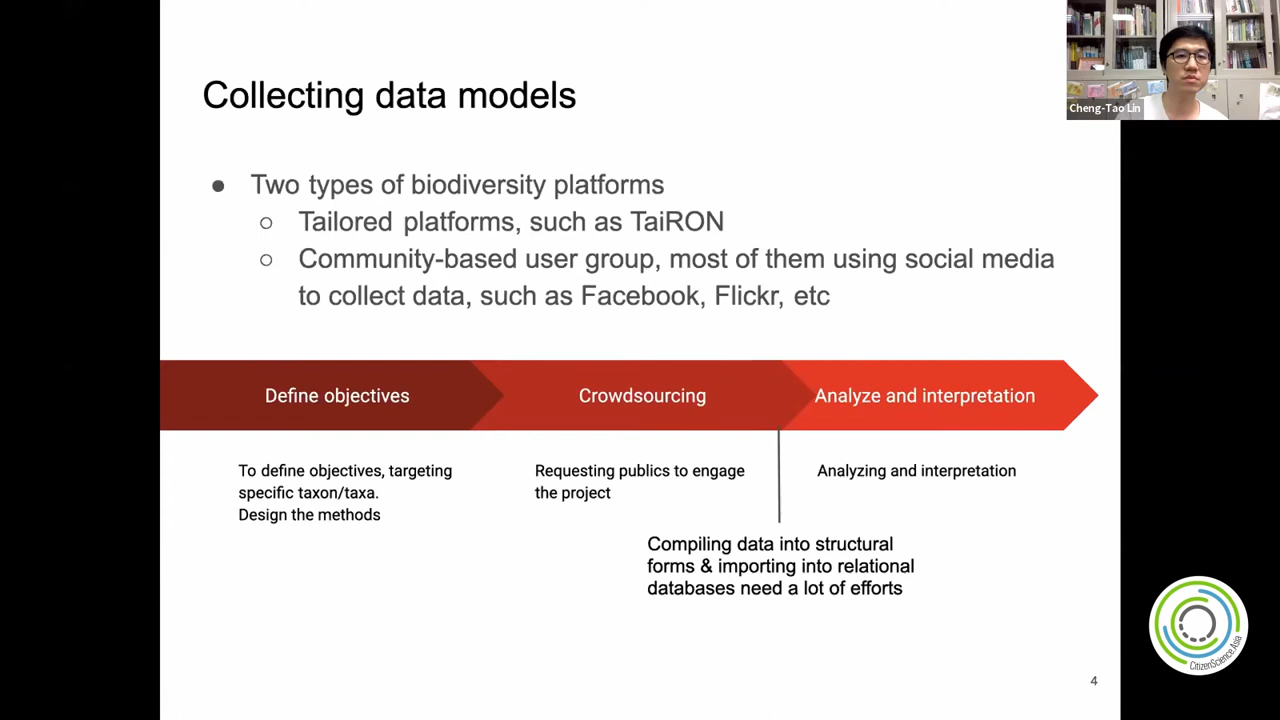 Collecting data models
Cheng-Tao Lin
● Two types of biodiversity platforms
○ Tailored platforms, such as TaiRON
○ Community-based user group, most of them using social media
to collect data, such as Facebook, Flickr, etc
Define objectives
Crowdsourcing
Analyze and interpretation
To define objectives, targeting
specific taxon/taxa.
Design the methods
Requesting publics to engage
the project
Analyzing and interpretation
Compiling data into structural
forms & importing into relational
databases need a lot of efforts
CitizenScience.Asia
4